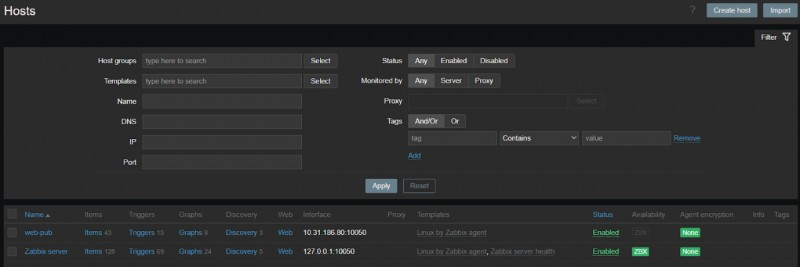 Hosts
? Create host Import
Filter
Host groups type here to search Select
Status Any Enabled Disabled
Templates type here to search Select
Monitored by Any Server Proxy
Name
Proxy Select
DNS
Tags And/Or Or
IP
tag Contains value Remove
Port
Add
Apply Reset
Name Items Triggers Graphs Discovery Web Interface Proxy Templates Status Availability Agent encryption Info Tags
web-pub Items 43 Triggers 15 Graphs 8 Discovery 3 Web 10.31.186.80:10050 Linux by Zabbix agent Enabled ZBX None
Zabbix server Items 128 Triggers 69 Graphs 24 Discovery 5 Web 127.0.0.1:10050 Linux by Zabbix agent, Zabbix server health Enabled ZBX None